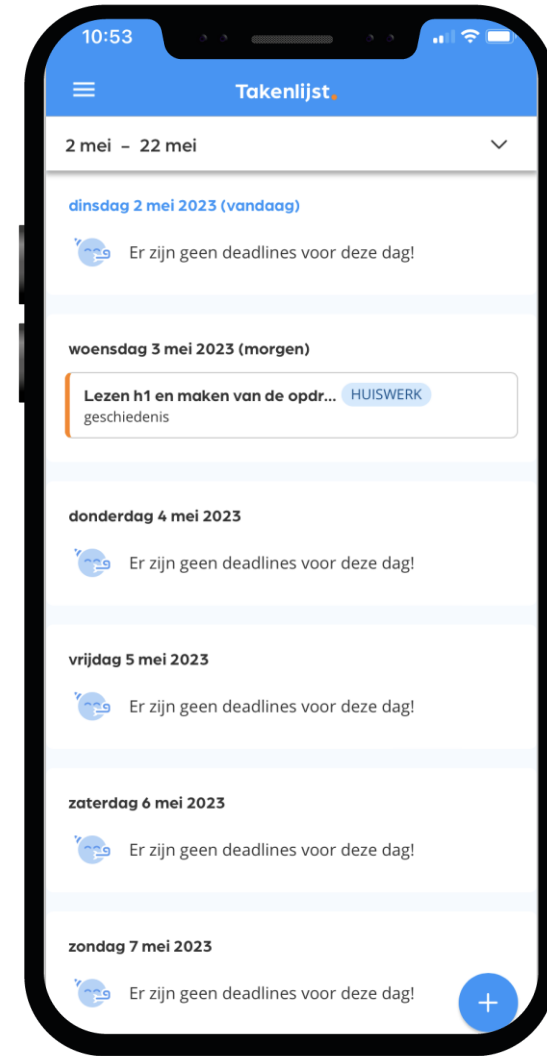 10:53
Takenlijst.
2 mei – 22 mei
dinsdag 2 mei 2023 (vandaag)
Er zijn geen deadlines voor deze dag!
woensdag 3 mei 2023 (morgen)
Lezen h1 en maken van de opdr... HUISWERK
geschiedenis
donderdag 4 mei 2023
Er zijn geen deadlines voor deze dag!
vrijdag 5 mei 2023
Er zijn geen deadlines voor deze dag!
zaterdag 6 mei 2023
Er zijn geen deadlines voor deze dag!
zondag 7 mei 2023
Er zijn geen deadlines voor deze dag!
+